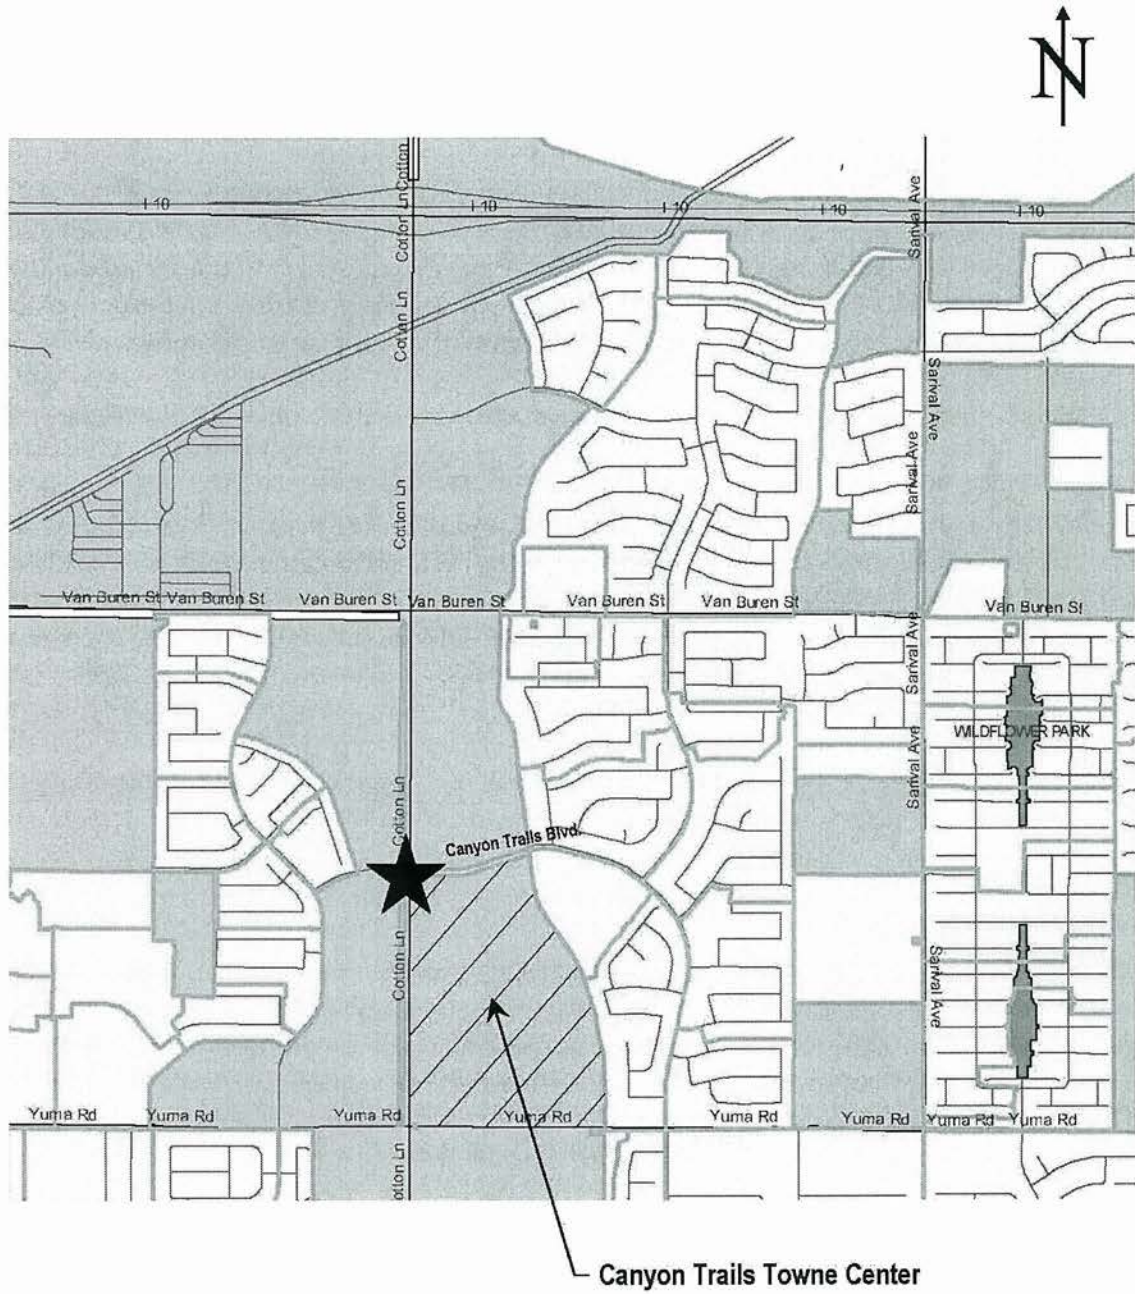 N
Cotton Ln
Cotton
I-10
I-10
I-10
I-10
I-10
Sarival Ave
Cotton Ln
Cotton Ln
Sarival Ave
Sarival Ave
Cotton Ln
Van Buren St
Van Buren St
Van Buren St
Van Buren St
Van Buren St
Van Buren St
Van Buren St
Sarival Ave
WILDFLOWER PARK
Sarival Ave
Cotton Ln
Canyon Trails Blvd.
Cotton Ln
Sarival Ave
Yuma Rd
Yuma Rd
Yuma Rd
Yuma Rd
Yuma Rd
Yuma Rd
Yuma Rd
Yuma Rd
otton Ln
Canyon Trails Towne Center